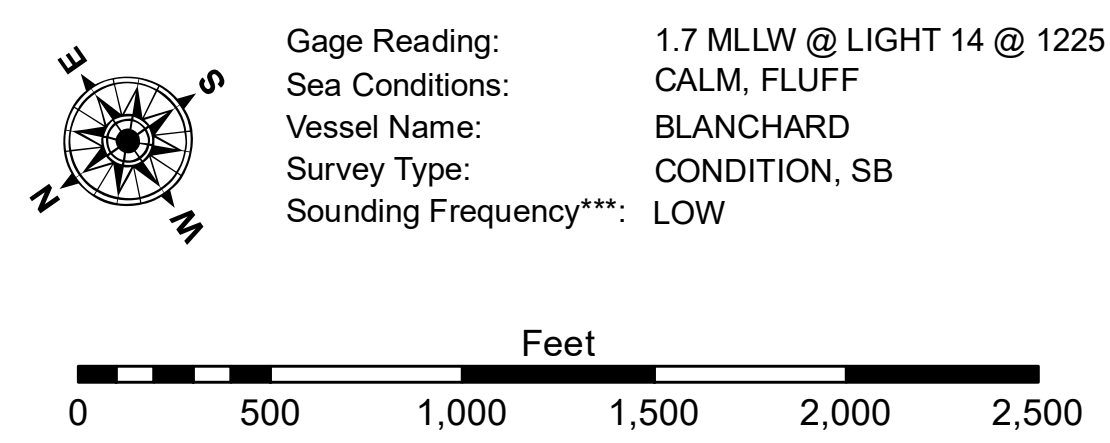 E
S
N
W
Gage Reading: 1.7 MLLW @ LIGHT 14 @ 1225
Sea Conditions: CALM, FLUFF
Vessel Name: BLANCHARD
Survey Type: CONDITION, SB
Sounding Frequency***: LOW
Feet
0 500 1,000 1,500 2,000 2,500